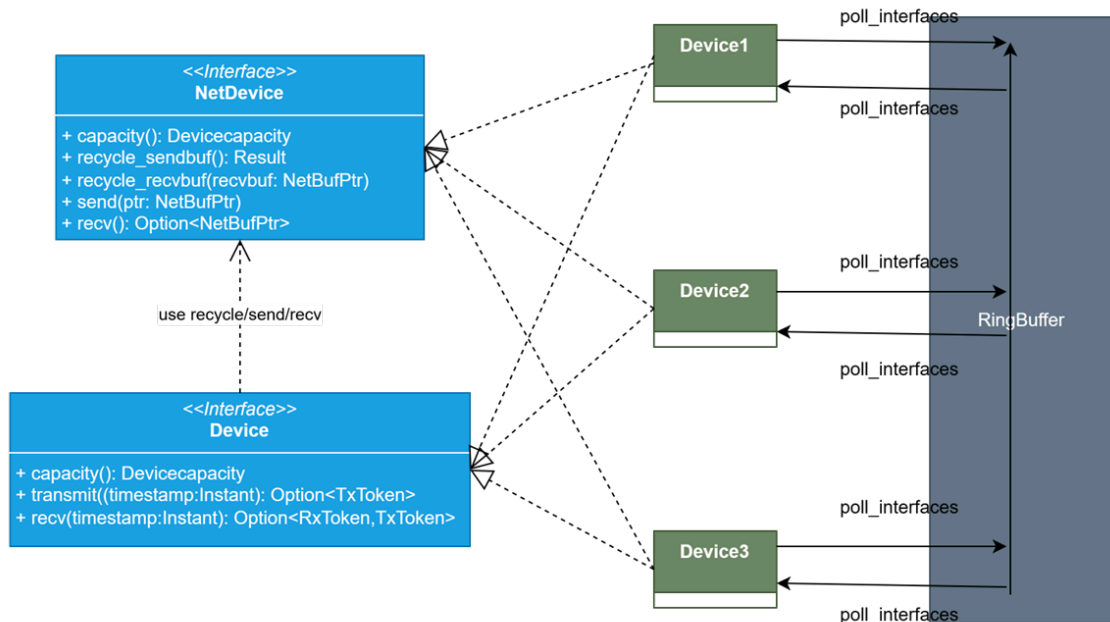 <<Interface>>
NetDevice
+ capacity(): Devicecapacity
+ recycle_sendbuf(): Result
+ recycle_recvbuf(recvbuf: NetBufPtr)
+ send(ptr: NetBufPtr)
+ recv(): Option<NetBufPtr>
use recycle/send/recv
<<Interface>>
Device
+ capacity(): Devicecapacity
+ transmit((timestamp:Instant): Option<TxToken>
+ recv(timestamp:Instant): Option<RxToken,TxToken>
Device1
poll_interfaces
poll_interfaces
Device2
poll_interfaces
poll_interfaces
Device3
poll_interfaces
poll_interfaces
RingBuffer